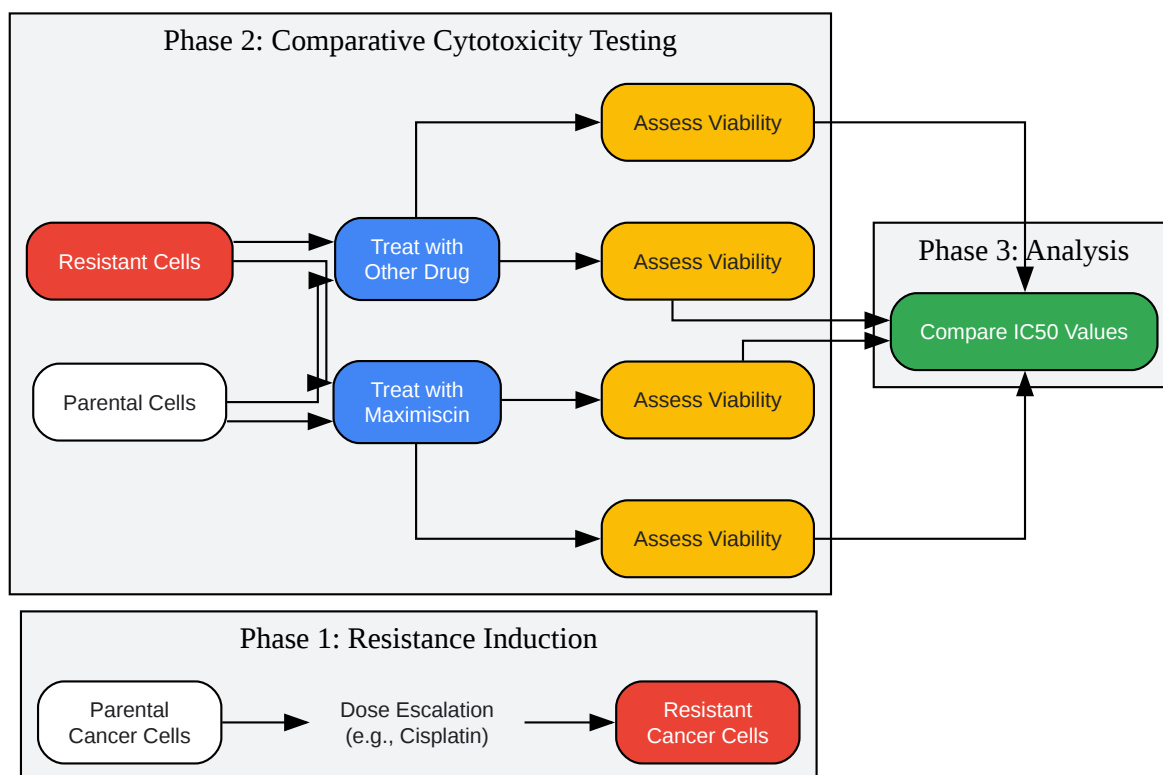 Phase 2: Comparative Cytotoxicity Testing
Assess Viability
Resistant Cells
Treat with
Other Drug
Assess Viability
Phase 3: Analysis
Compare IC50 Values
Parental Cells
Treat with
Maximiscin
Assess Viability
Assess Viability
Phase 1: Resistance Induction
Parental
Cancer Cells
Dose Escalation
(e.g., Cisplatin)
Resistant
Cancer Cells